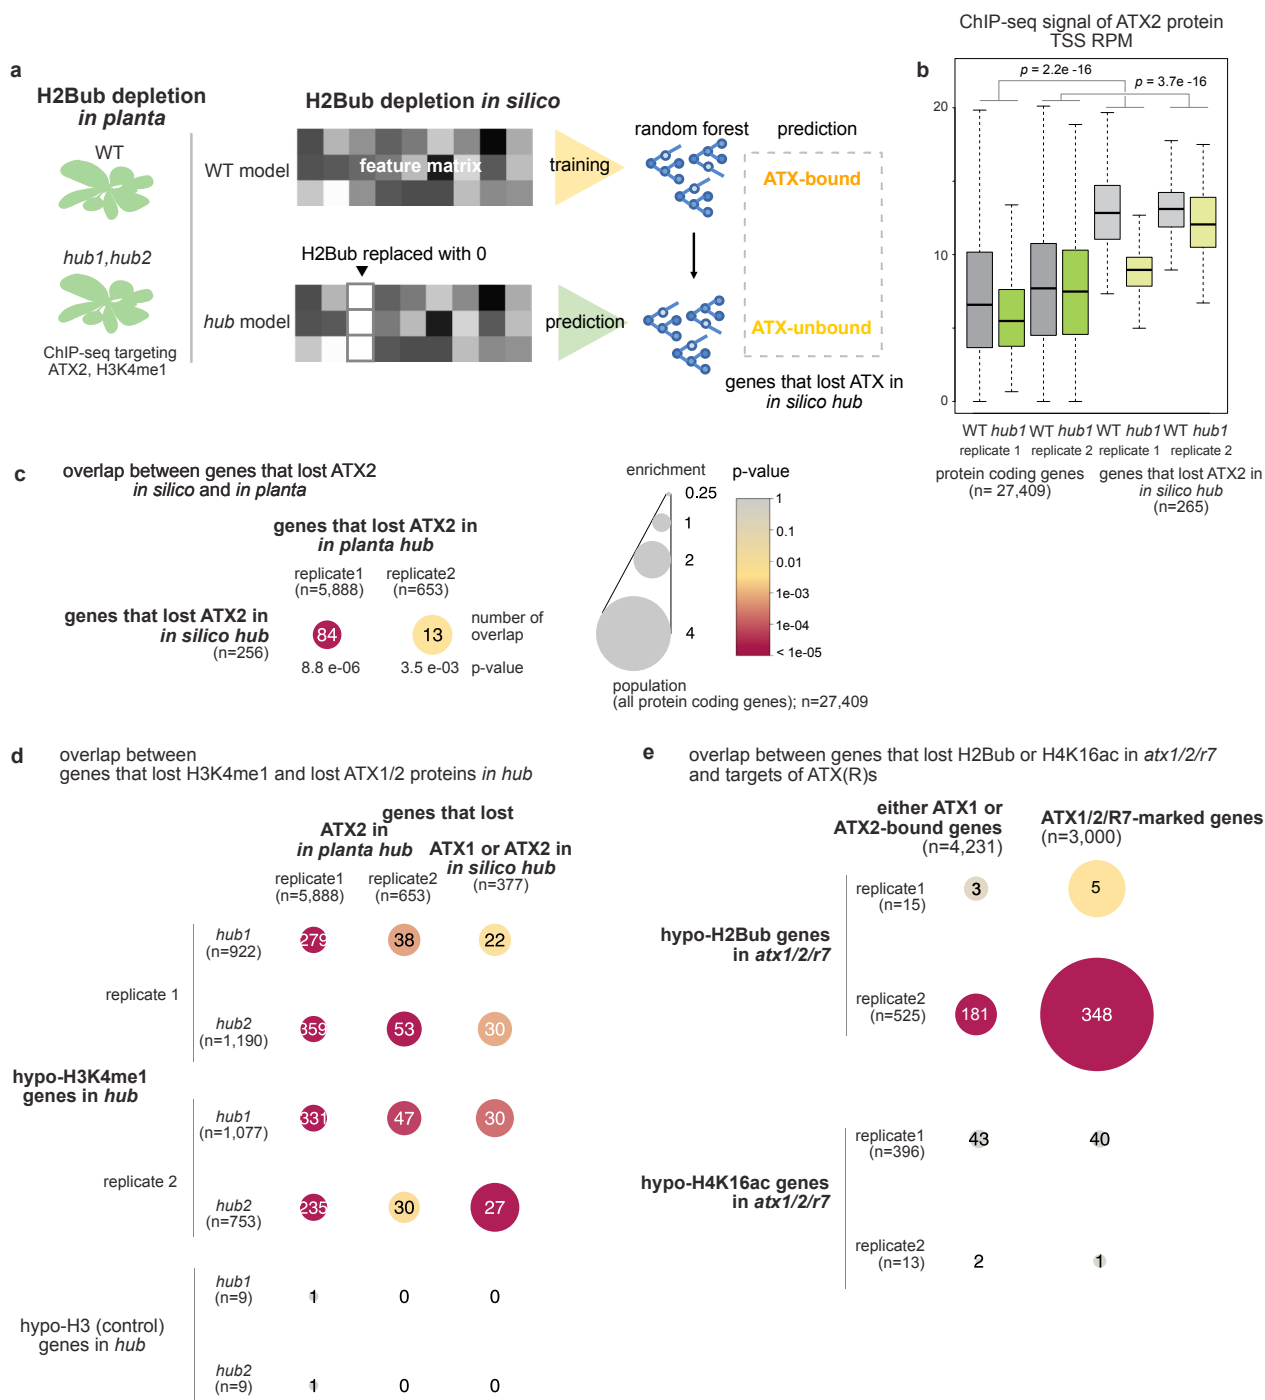 a
H2Bub depletion
in planta
WT
hub1,hub2
ChIP-seq targeting
ATX2, H3K4me1
H2Bub depletion in silico
WT model
feature matrix
training
random forest
prediction
ATX-bound
H2Bub replaced with 0
hub model
prediction
ATX-unbound
genes that lost ATX in
in silico hub
b
ChIP-seq signal of ATX2 protein
TSS RPM
p = 2.2e -16
p = 3.7e -16
20
10
0
WT hub1 WT hub1 WT hub1 WT hub1
replicate 1 replicate 2 replicate 1 replicate 2
protein coding genes
(n= 27,409)
genes that lost ATX2 in
in silico hub
(n=265)
c
overlap between genes that lost ATX2
in silico and in planta
genes that lost ATX2 in
in planta hub
replicate1 replicate2
(n=5,888) (n=653)
genes that lost ATX2 in
in silico hub
(n=256)
84 13
number of
overlap
8.8 e-06 3.5 e-03 p-value
enrichment
0.25
1
2
4
population
(all protein coding genes); n=27,409
p-value
1
0.1
0.01
1e-03
1e-04
< 1e-05
d
overlap between
genes that lost H3K4me1 and lost ATX1/2 proteins in hub
genes that lost
ATX2 in
in planta hub
ATX1 or ATX2 in
in silico hub
(n=377)
replicate1 replicate2
(n=5,888) (n=653)
hypo-H3K4me1
genes in hub
replicate 1
hub1
(n=922)
279 38 22
hub2
(n=1,190)
359 53 30
replicate 2
hub1
(n=1,077)
331 47 30
hub2
(n=753)
235 30 27
hypo-H3 (control)
genes in hub
hub1
(n=9)
1 0 0
hub2
(n=9)
1 0 0
e
overlap between genes that lost H2Bub or H4K16ac in atx1/2/r7
and targets of ATX(R)s
either ATX1 or
ATX2-bound genes
(n=4,231)
ATX1/2/R7-marked genes
(n=3,000)
hypo-H2Bub genes
in atx1/2/r7
replicate1
(n=15)
3 5
replicate2
(n=525)
181 348
hypo-H4K16ac genes
in atx1/2/r7
replicate1
(n=396)
43 40
replicate2
(n=13)
2 1